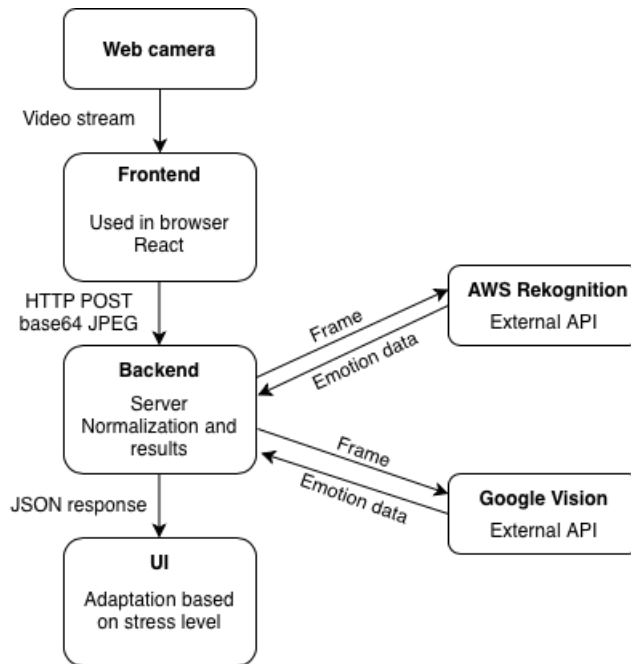 Web camera
Video stream
Frontend
Used in browser
React
HTTP POST
base64 JPEG
AWS Rekognition
External API
Frame
Emotion data
Backend
Server
Normalization and
results
Frame
Emotion data
Google Vision
External API
JSON response
UI
Adaptation based
on stress level